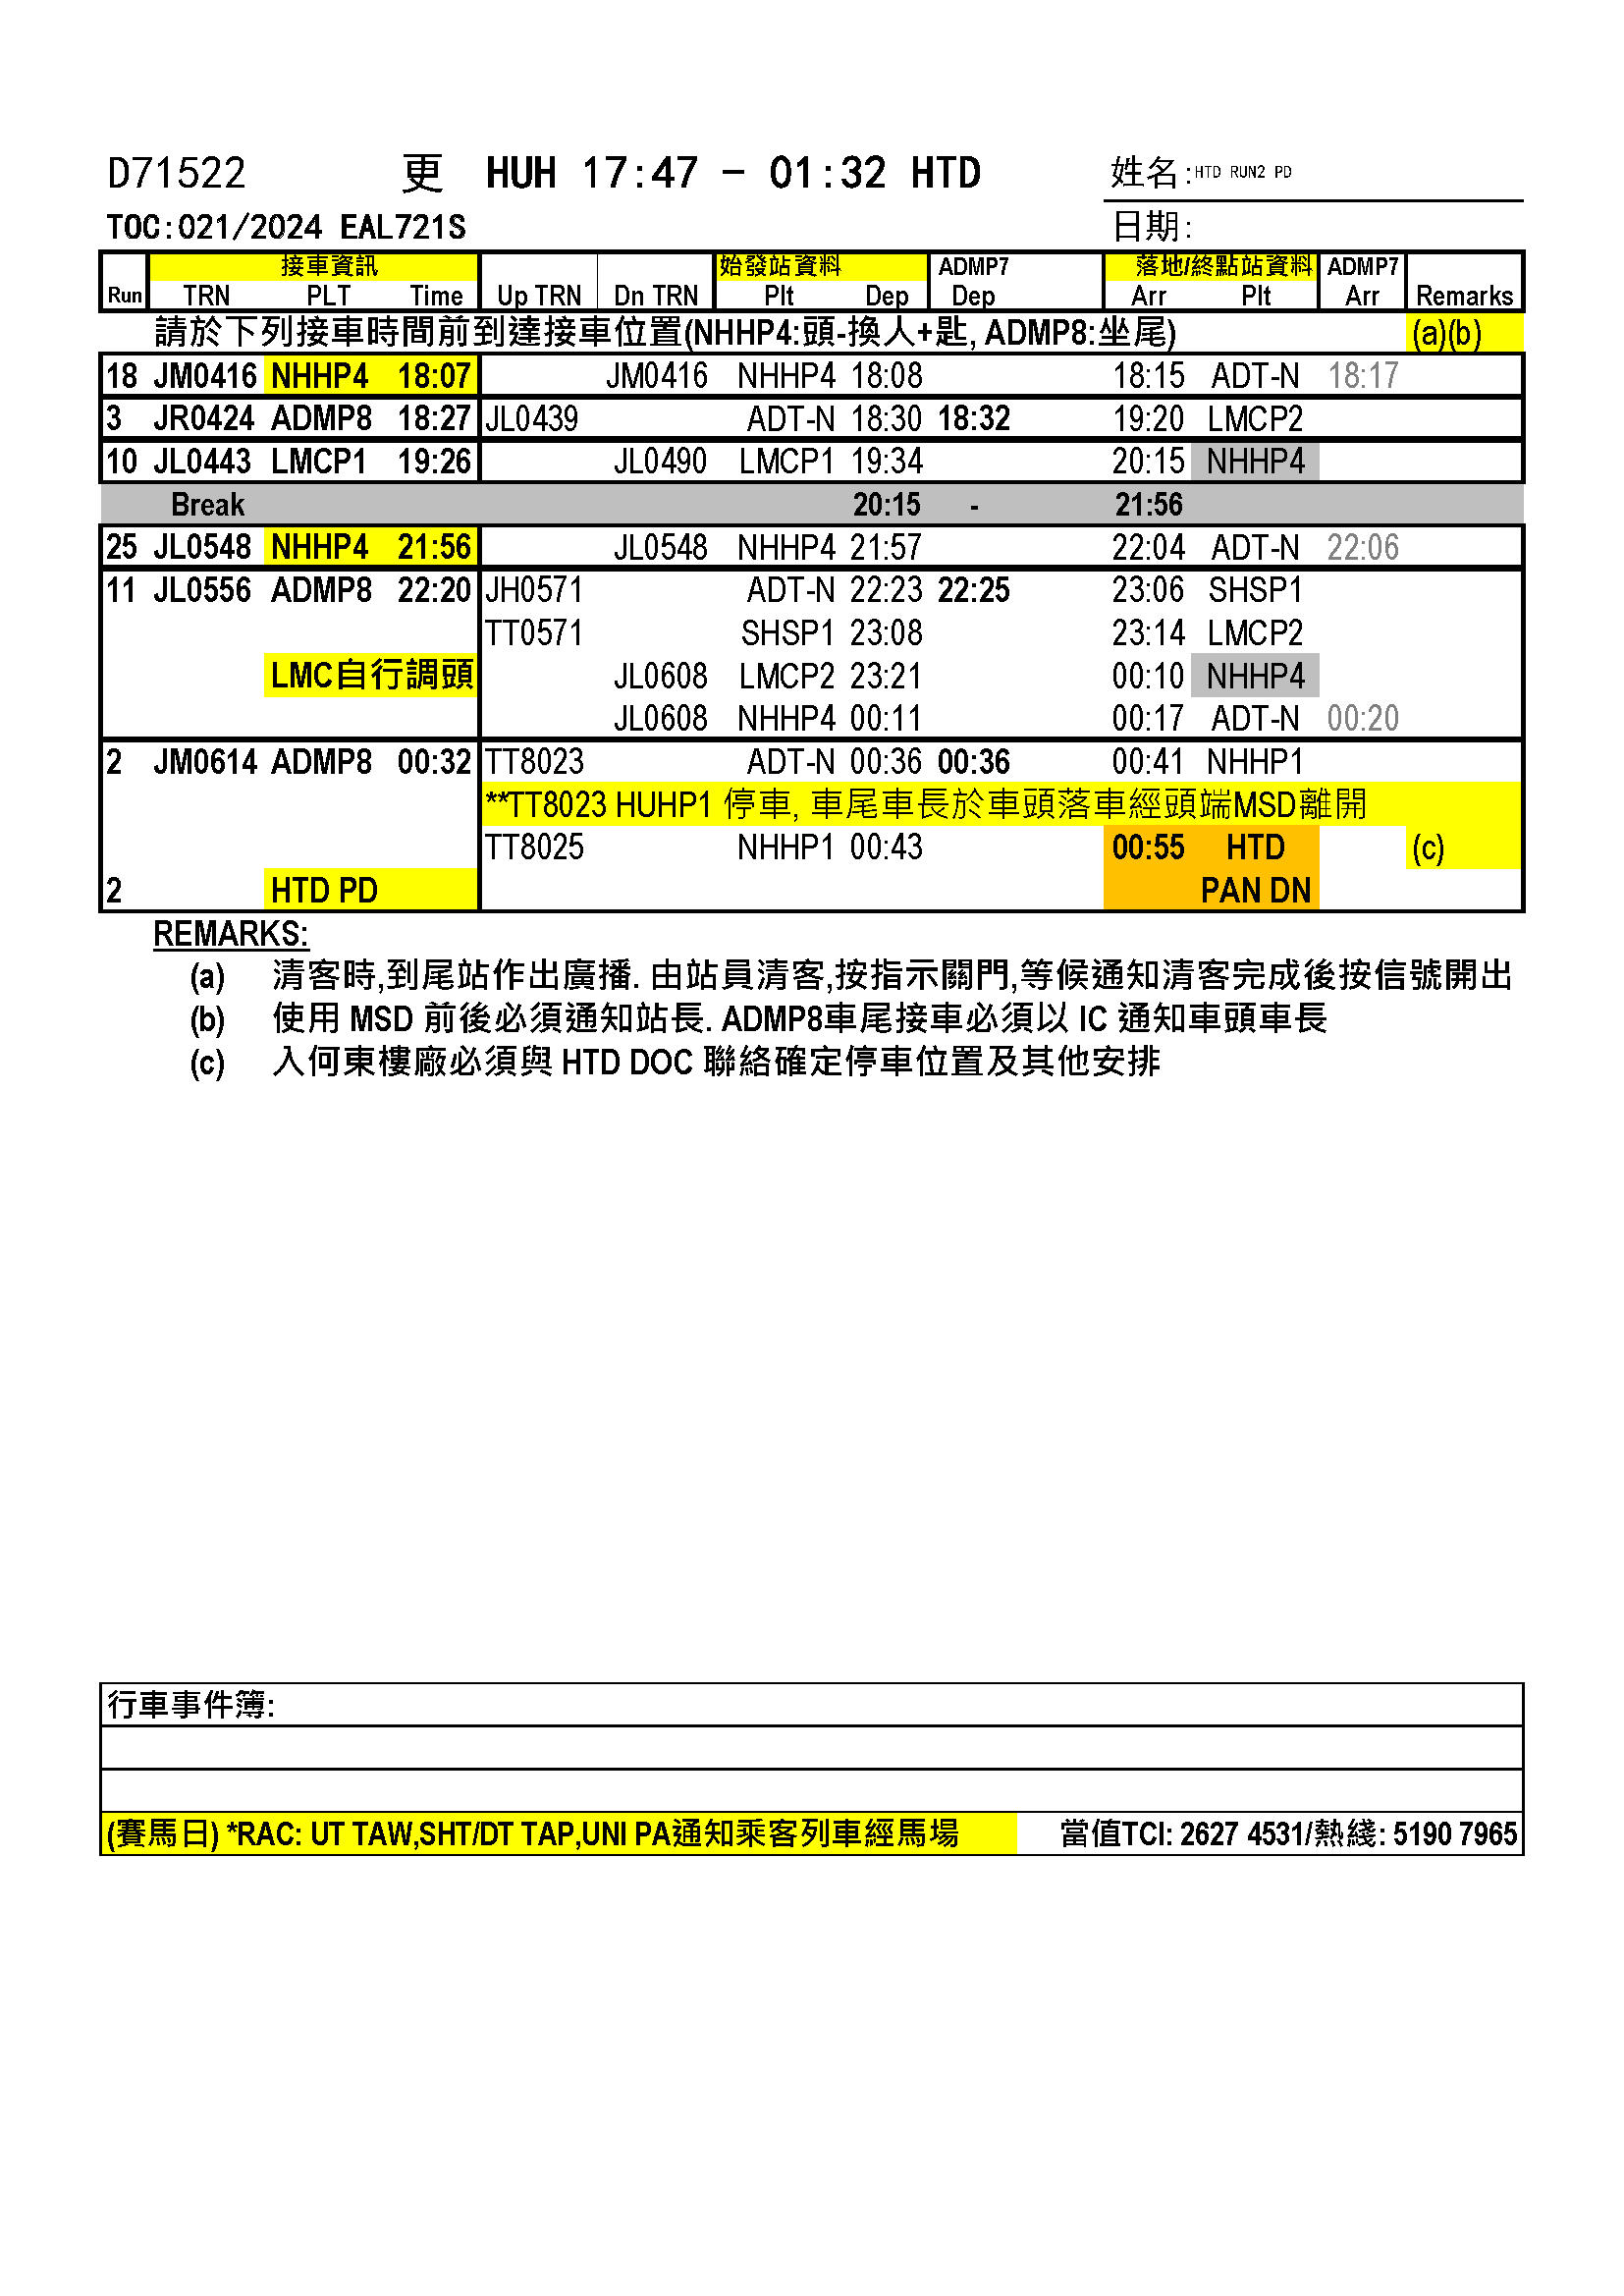 D71522 更 HUH 17:47 - 01:32 HTD 姓名:HTD RUN2 PD
TOC:021/2024 EAL721S 日期:
接車資訊 始發站資料 ADMP7 落地/終點站資料 ADMP7
Run TRN PLT Time Up TRN Dn TRN Plt Dep Dep Arr Plt Arr Remarks
請於下列接車時間前到達接車位置(NHHP4:頭-換人+匙, ADMP8:坐尾) (a)(b)
18 JM0416 NHHP4 18:07 JM0416 NHHP4 18:08 18:15 ADT-N 18:17
3 JR0424 ADMP8 18:27 JL0439 ADT-N 18:30 18:32 19:20 LMCP2
10 JL0443 LMCP1 19:26 JL0490 LMCP1 19:34 20:15 NHHP4
Break 20:15 - 21:56
25 JL0548 NHHP4 21:56 JL0548 NHHP4 21:57 22:04 ADT-N 22:06
11 JL0556 ADMP8 22:20 JH0571 ADT-N 22:23 22:25 23:06 SHSP1
TT0571 SHSP1 23:08 23:14 LMCP2
LMC自行調頭 JL0608 LMCP2 23:21 00:10 NHHP4
JL0608 NHHP4 00:11 00:17 ADT-N 00:20
2 JM0614 ADMP8 00:32 TT8023 ADT-N 00:36 00:36 00:41 NHHP1
**TT8023 HUHP1 停車, 車尾車長於車頭落車經頭端MSD離開
TT8025 NHHP1 00:43 00:55 HTD (c)
2 HTD PD PAN DN
REMARKS:
(a) 清客時,到尾站作出廣播. 由站員清客,按指示關門,等候通知清客完成後按信號開出
(b) 使用 MSD 前後必須通知站長. ADMP8車尾接車必須以 IC 通知車頭車長
(c) 入何東樓廠必須與 HTD DOC 聯絡確定停車位置及其他安排
行車事件簿:
(賽馬日) *RAC: UT TAW,SHT/DT TAP,UNI PA通知乘客列車經馬場 當值TCI: 2627 4531/熱綫: 5190 7965